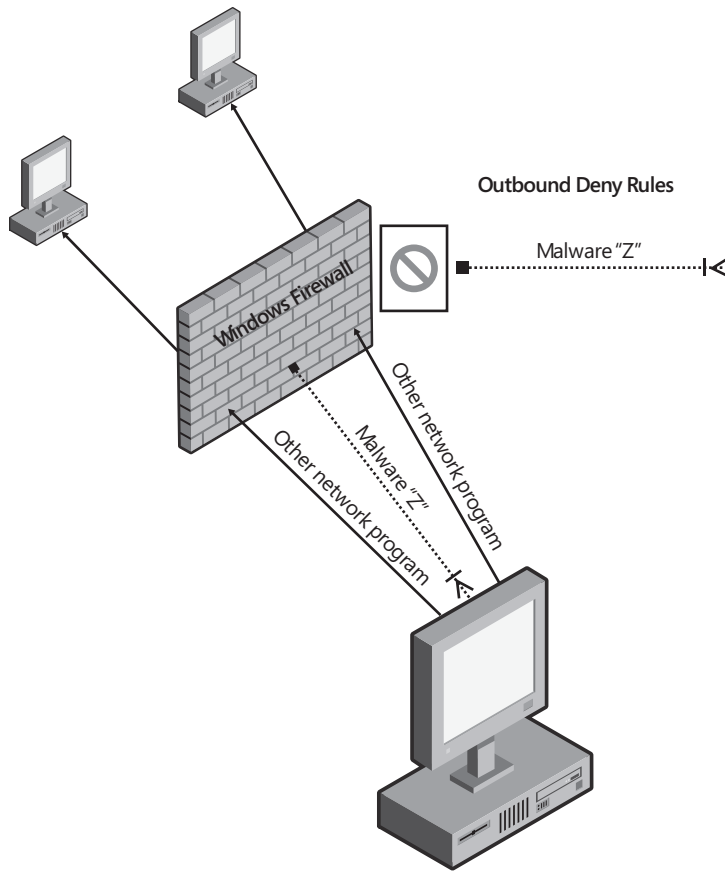 Outbound Deny Rules
Malware “Z”
Windows Firewall
Other network program
Malware “Z”
Other network program